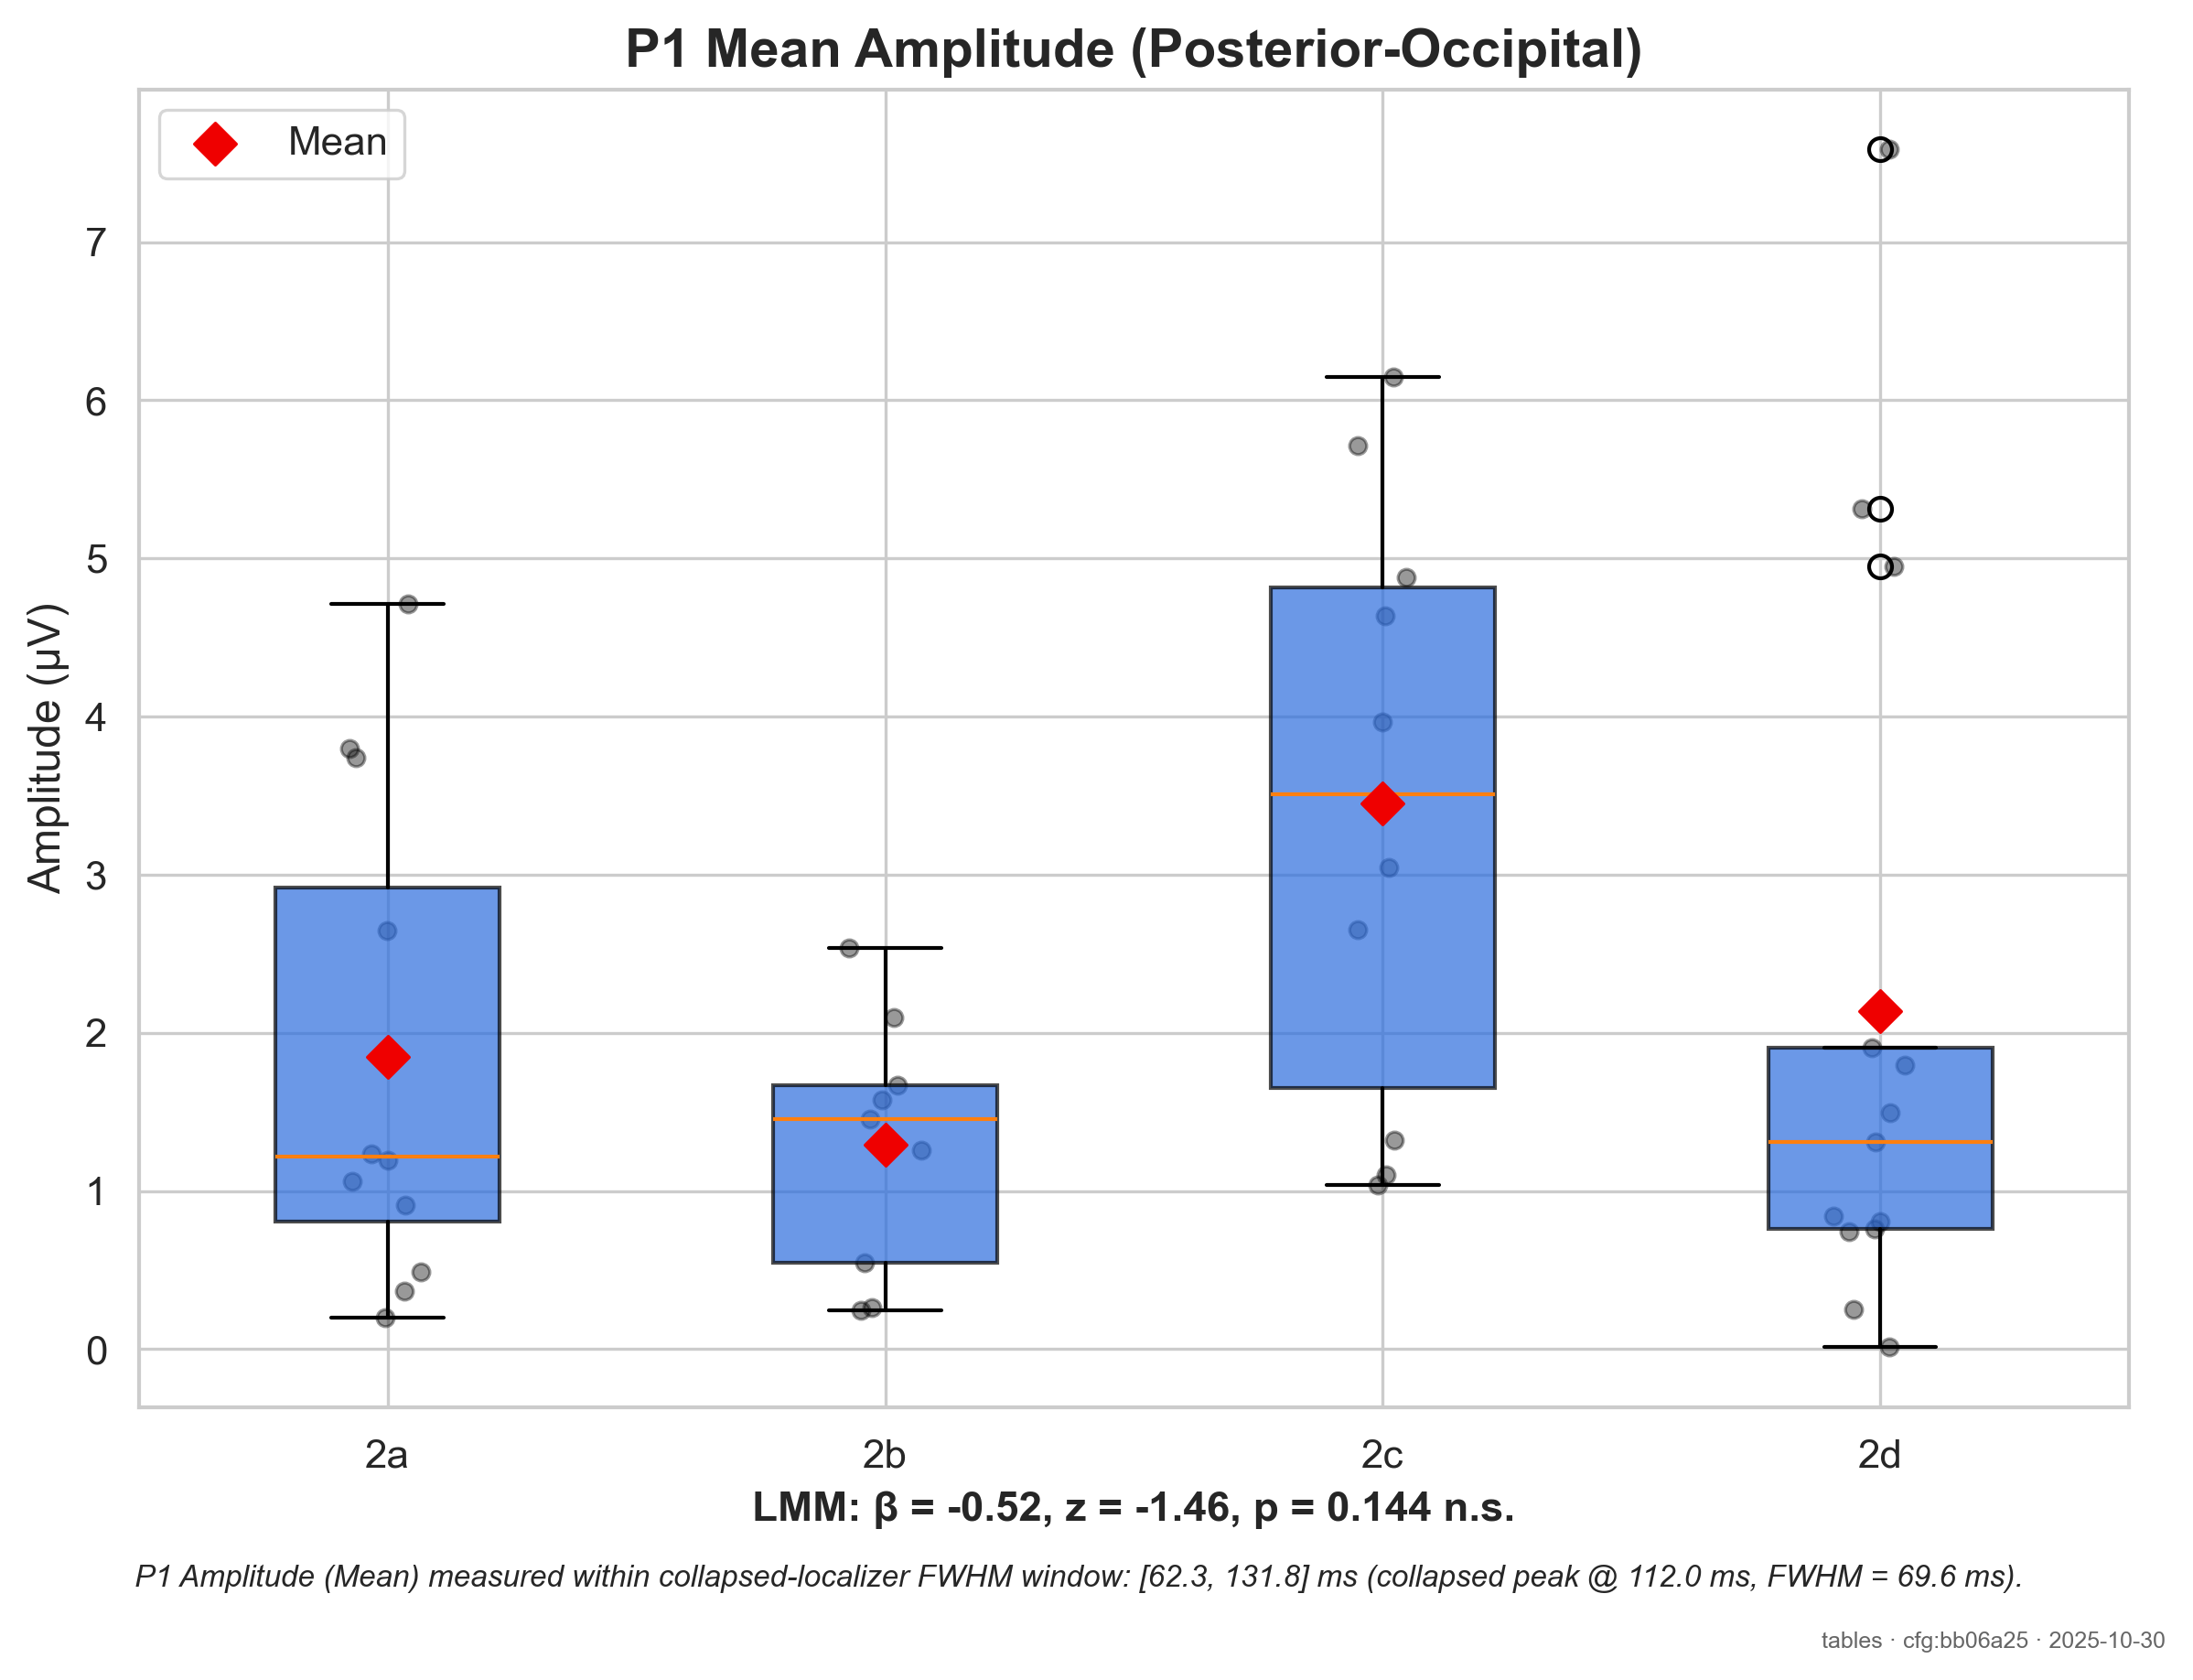 P1 Mean Amplitude (Posterior-Occipital)
Mean
Amplitude (µV)
7
6
5
4
3
2
1
0
2a 2b 2c 2d
LMM: β = -0.52, z = -1.46, p = 0.144 n.s.
P1 Amplitude (Mean) measured within collapsed-localizer FWHM window: [62.3, 131.8] ms (collapsed peak @ 112.0 ms, FWHM = 69.6 ms).
tables · cfg:bb06a25 · 2025-10-30